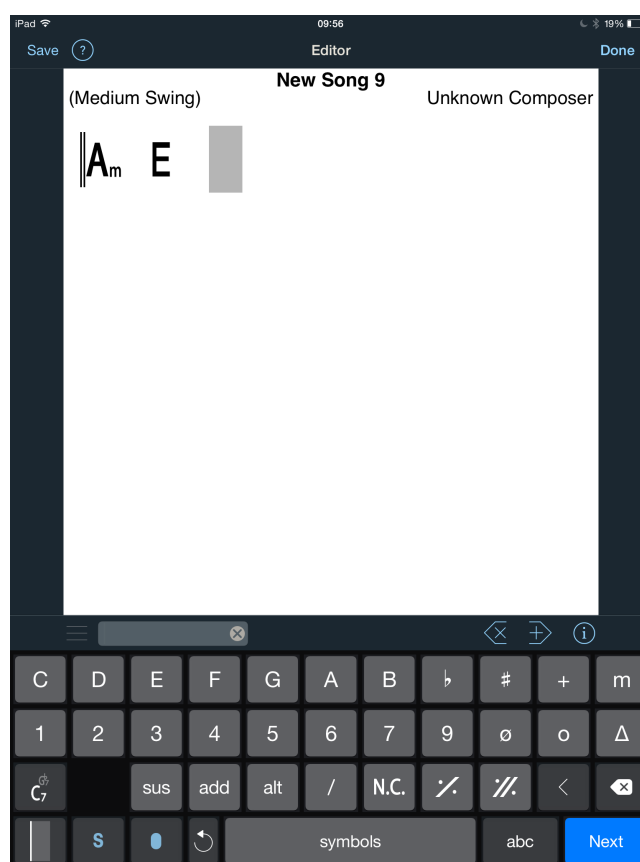 iPad 09:56 19%
Save ? Editor Done
New Song 9
(Medium Swing) Unknown Composer
Am E
C D E F G A B ♭ ♯ + m
1 2 3 4 5 6 7 9 ø o Δ
C7 G7 sus add alt / N.C. 𝄎 𝄏 <
S symbols abc Next